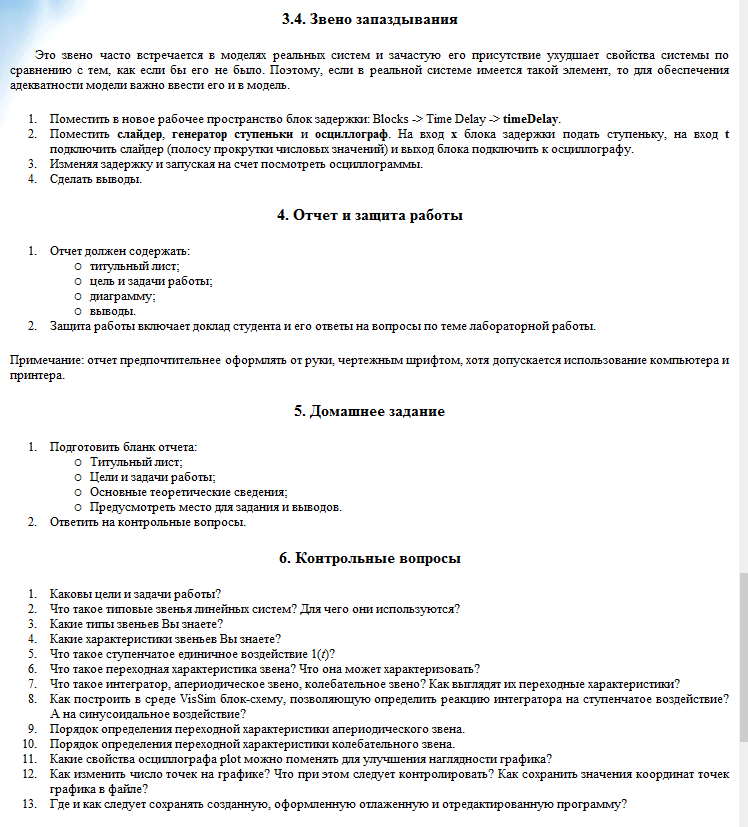 3.4. Звено запаздывания
Это звено часто встречается в моделях реальных систем и зачастую его присутствие ухудшает свойства системы по
сравнению с тем, как если бы его не было. Поэтому, если в реальной системе имеется такой элемент, то для обеспечения
адекватности модели важно ввести его и в модель.
1. Поместить в новое рабочее пространство блок задержки: Blocks -> Time Delay -> timeDelay.
2. Поместить слайдер, генератор ступеньки и осциллограф. На вход x блока задержки подать ступеньку, на вход t
подключить слайдер (полосу прокрутки числовых значений) и выход блока подключить к осциллографу.
3. Изменяя задержку и запуская на счет посмотреть осциллограммы.
4. Сделать выводы.
4. Отчет и защита работы
1. Отчет должен содержать:
○ титульный лист;
○ цель и задачи работы;
○ диаграмму;
○ выводы.
2. Защита работы включает доклад студента и его ответы на вопросы по теме лабораторной работы.
Примечание: отчет предпочтительнее оформлять от руки, чертежным шрифтом, хотя допускается использование компьютера и
принтера.
5. Домашнее задание
1. Подготовить бланк отчета:
○ Титульный лист;
○ Цели и задачи работы;
○ Основные теоретические сведения;
○ Предусмотреть место для задания и выводов.
2. Ответить на контрольные вопросы.
6. Контрольные вопросы
1. Каковы цели и задачи работы?
2. Что такое типовые звенья линейных систем? Для чего они используются?
3. Какие типы звеньев Вы знаете?
4. Какие характеристики звеньев Вы знаете?
5. Что такое ступенчатое единичное воздействие 1(t)?
6. Что такое переходная характеристика звена? Что она может характеризовать?
7. Что такое интегратор, апериодическое звено, колебательное звено? Как выглядят их переходные характеристики?
8. Как построить в среде VisSim блок-схему, позволяющую определить реакцию интегратора на ступенчатое воздействие?
А на синусоидальное воздействие?
9. Порядок определения переходной характеристики апериодического звена.
10. Порядок определения переходной характеристики колебательного звена.
11. Какие свойства осциллографа plot можно поменять для улучшения наглядности графика?
12. Как изменить число точек на графике? Что при этом следует контролировать? Как сохранить значения координат точек
графика в файле?
13. Где и как следует сохранять созданную, оформленную отлаженную и отредактированную программу?